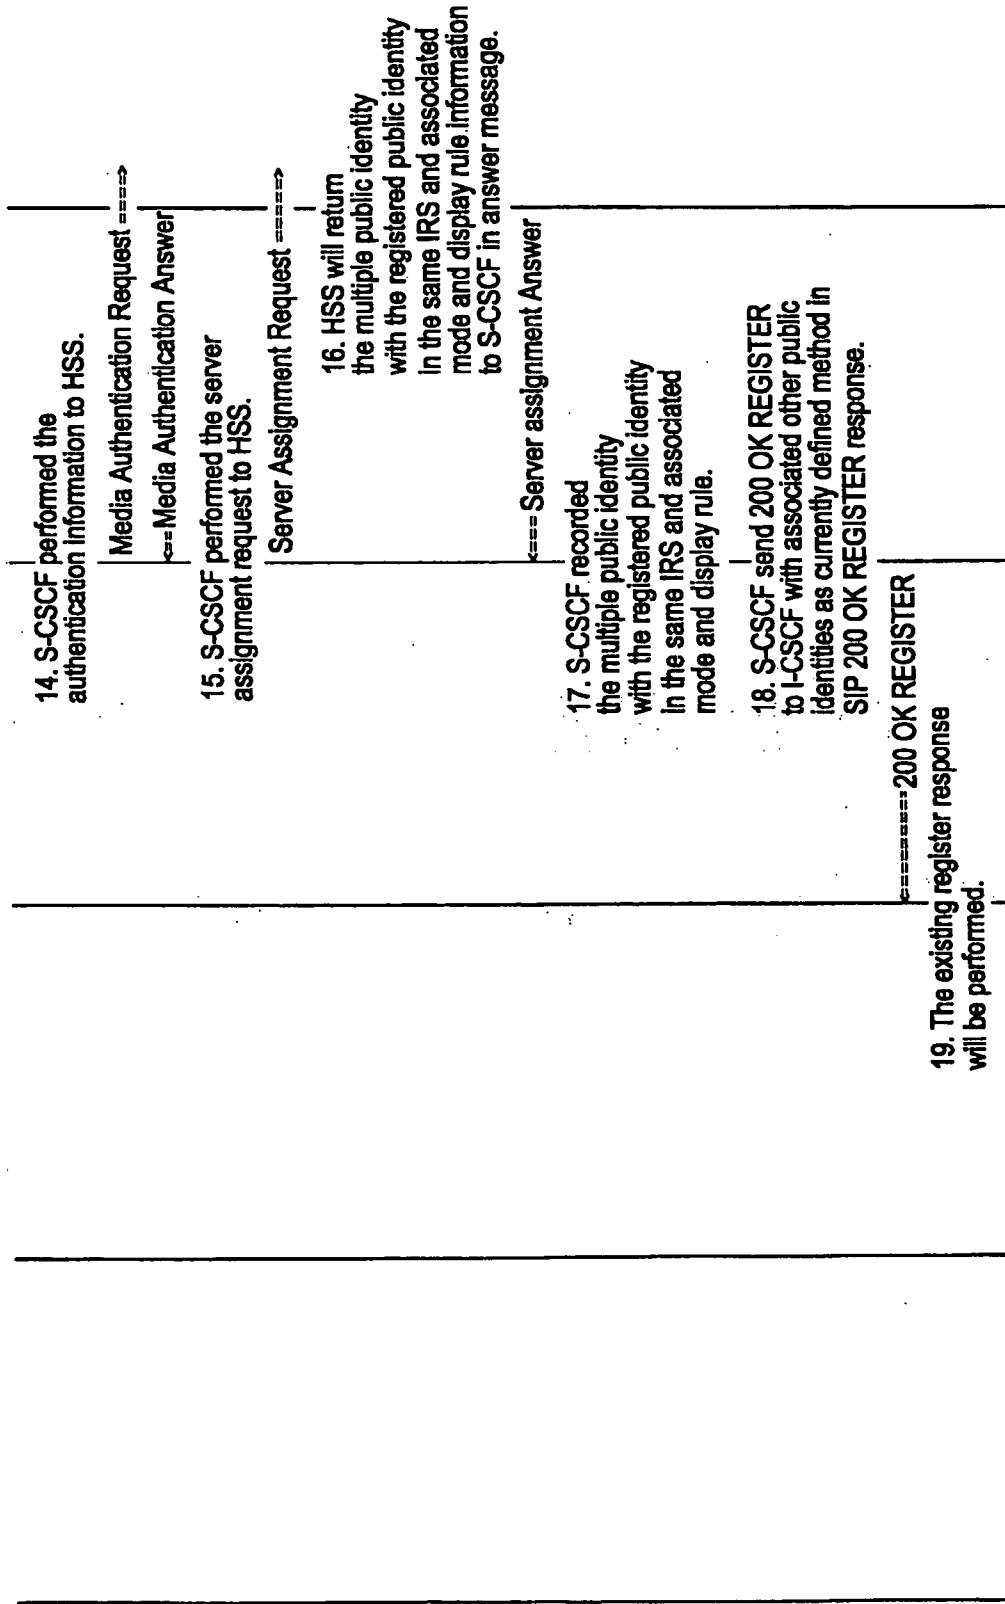 14. S-CSCF performed the
authentication Information to HSS.
Media Authentication Request ====>
<== Media Authentication Answer
15. S-CSCF performed the server
assignment request to HSS.
Server Assignment Request =====>
16. HSS will return
the multiple public identity
with the registered public identity
in the same IRS and associated
mode and display rule information
to S-CSCF in answer message.
<=== Server assignment Answer
17. S-CSCF recorded
the multiple public identity
with the registered public identity
in the same IRS and associated
mode and display rule.
18. S-CSCF send 200 OK REGISTER
to I-CSCF with associated other public
identities as currently defined method in
SIP 200 OK REGISTER response.
<========= 200 OK REGISTER
19. The existing register response
will be performed.